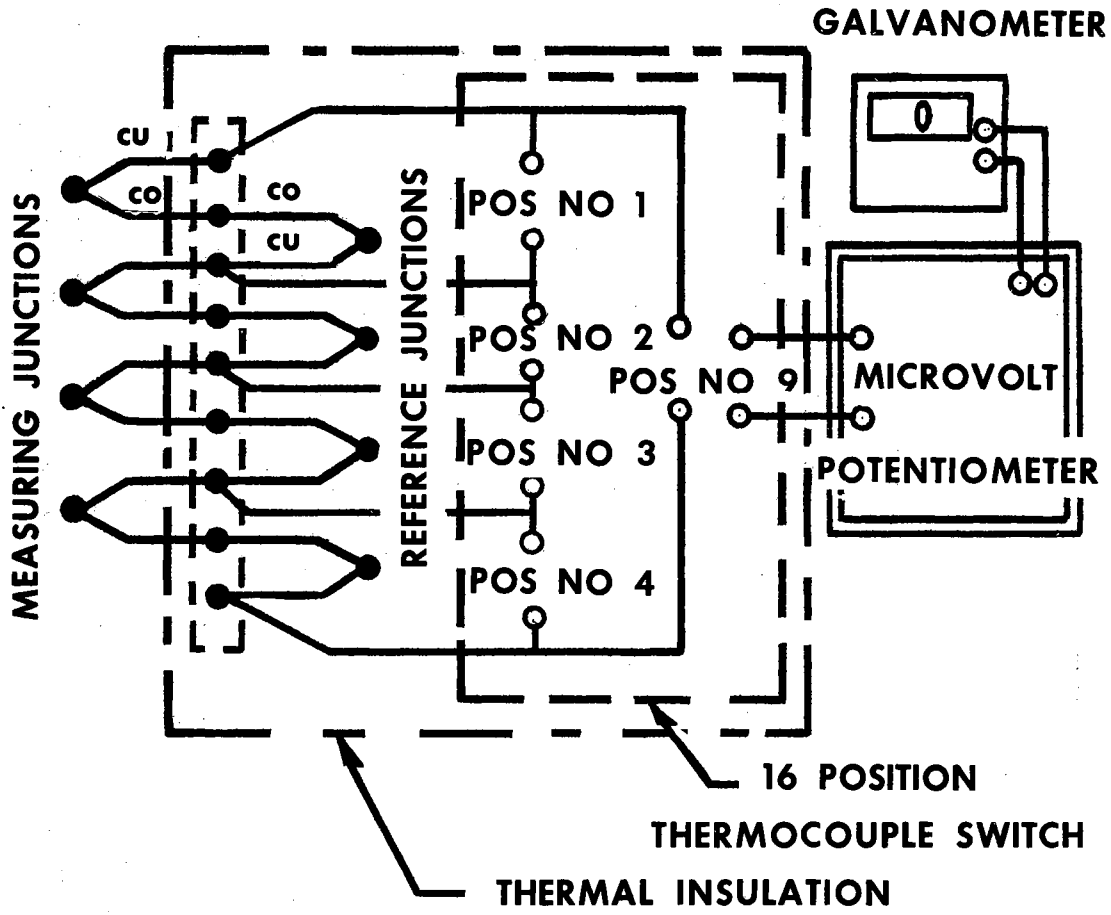 GALVANOMETER
0
CU
CO
CO
CU
MEASURING JUNCTIONS
REFERENCE JUNCTIONS
POS NO 1
POS NO 2
POS NO 9
POS NO 3
POS NO 4
MICROVOLT
POTENTIOMETER
16 POSITION
THERMOCOUPLE SWITCH
THERMAL INSULATION